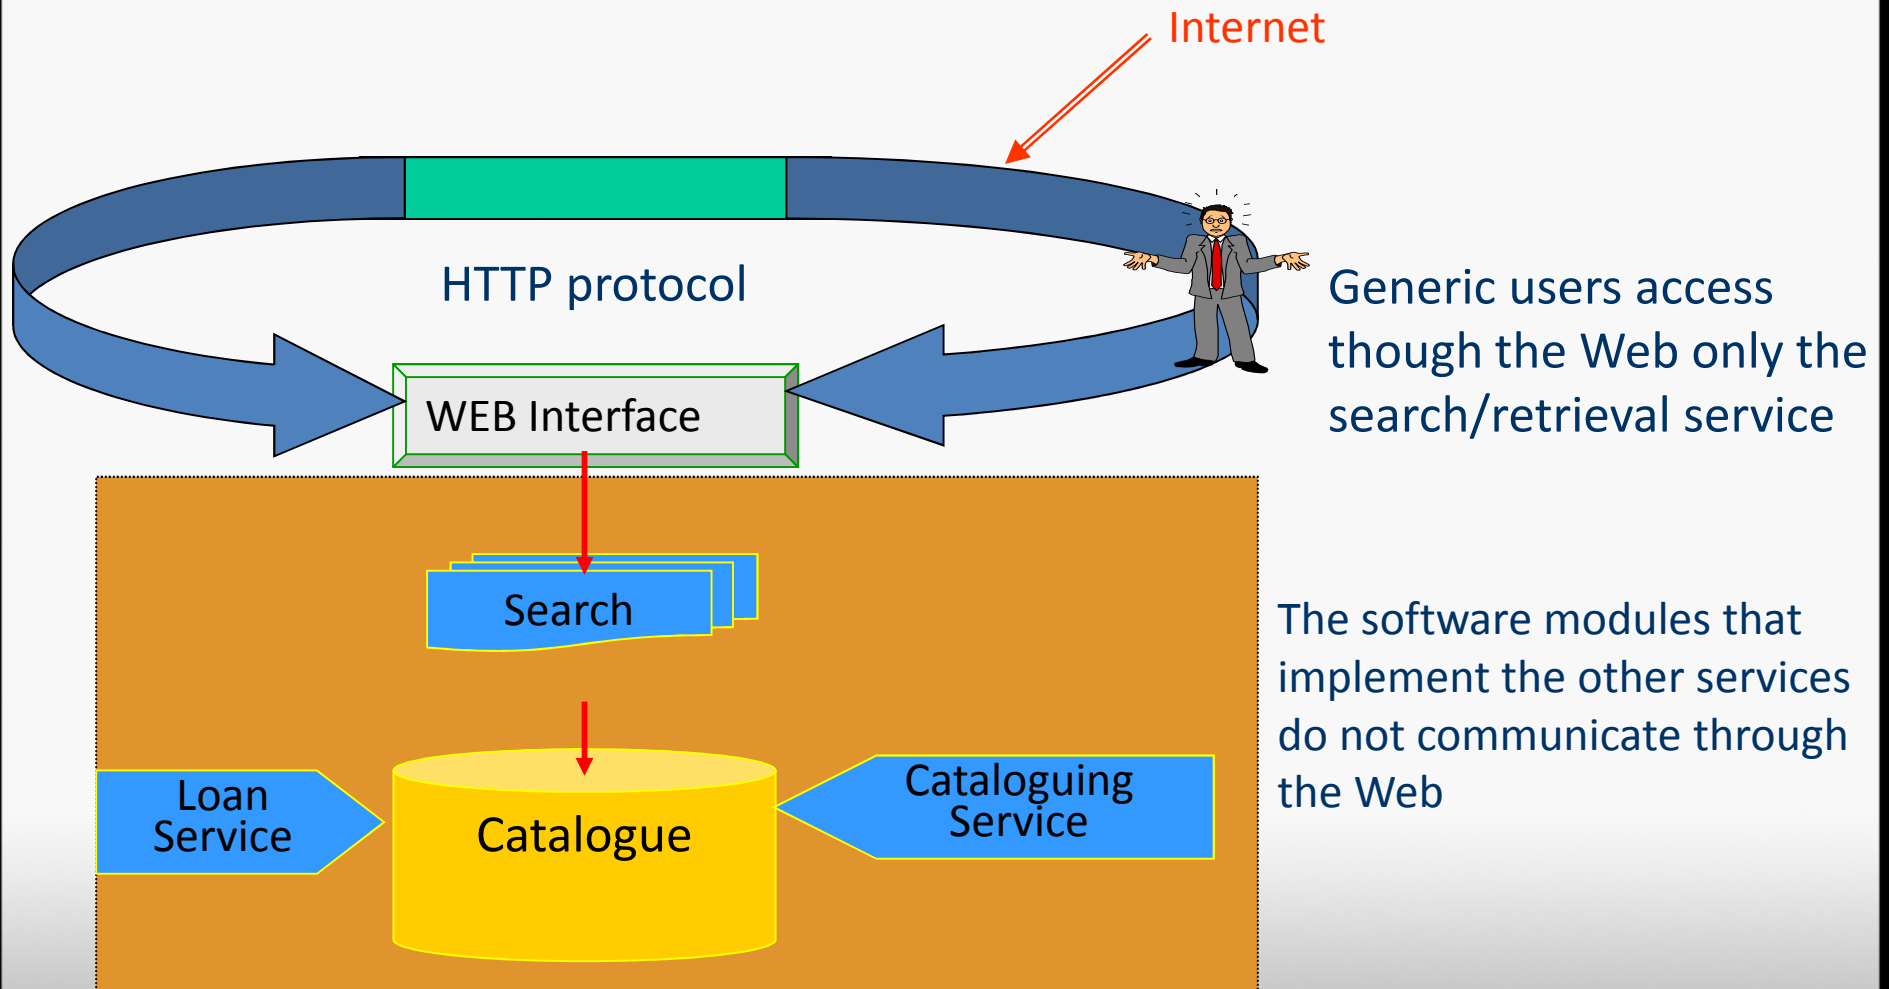 Internet
HTTP protocol
Generic users access
though the Web only the
search/retrieval service
WEB Interface
Search
The software modules that
implement the other services
do not communicate through
the Web
Loan
Service
Catalogue
Cataloguing
Service